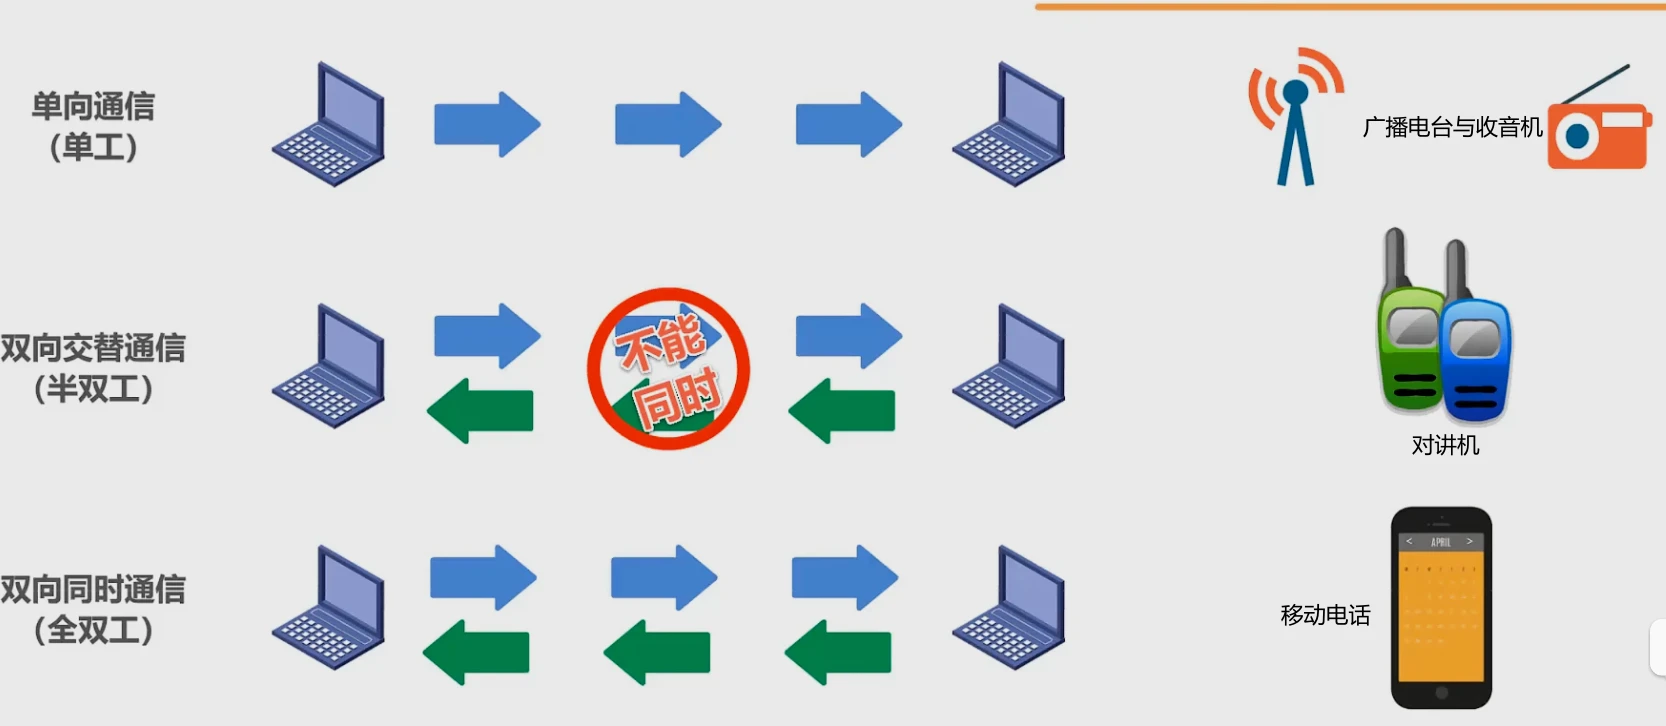 单向通信
（单工）
广播电台与收音机
双向交替通信
（半双工）
不能
同时
对讲机
双向同时通信
（全双工）
移动电话
< APRIL >